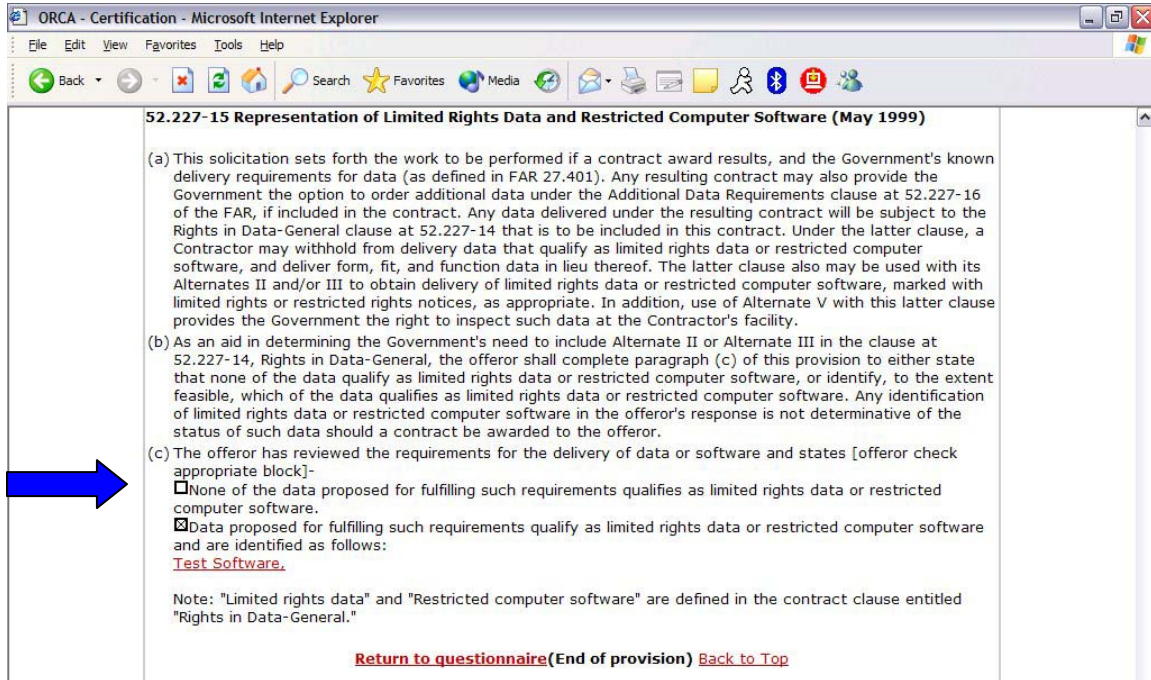 ORCA - Certification - Microsoft Internet Explorer
File Edit View Favorites Tools Help
Back Search Favorites Media
52.227-15 Representation of Limited Rights Data and Restricted Computer Software (May 1999)
(a) This solicitation sets forth the work to be performed if a contract award results, and the Government's known
delivery requirements for data (as defined in FAR 27.401). Any resulting contract may also provide the
Government the option to order additional data under the Additional Data Requirements clause at 52.227-16
of the FAR, if included in the contract. Any data delivered under the resulting contract will be subject to the
Rights in Data-General clause at 52.227-14 that is to be included in this contract. Under the latter clause, a
Contractor may withhold from delivery data that qualify as limited rights data or restricted computer
software, and deliver form, fit, and function data in lieu thereof. The latter clause also may be used with its
Alternates II and/or III to obtain delivery of limited rights data or restricted computer software, marked with
limited rights or restricted rights notices, as appropriate. In addition, use of Alternate V with this latter clause
provides the Government the right to inspect such data at the Contractor's facility.
(b) As an aid in determining the Government's need to include Alternate II or Alternate III in the clause at
52.227-14, Rights in Data-General, the offeror shall complete paragraph (c) of this provision to either state
that none of the data qualify as limited rights data or restricted computer software, or identify, to the extent
feasible, which of the data qualifies as limited rights data or restricted computer software. Any identification
of limited rights data or restricted computer software in the offeror's response is not determinative of the
status of such data should a contract be awarded to the offeror.
(c) The offeror has reviewed the requirements for the delivery of data or software and states [offeror check
appropriate block]-
None of the data proposed for fulfilling such requirements qualifies as limited rights data or restricted
computer software.
Data proposed for fulfilling such requirements qualify as limited rights data or restricted computer software
and are identified as follows:
Test Software,
Note: "Limited rights data" and "Restricted computer software" are defined in the contract clause entitled
"Rights in Data-General."
Return to questionnaire(End of provision) Back to Top